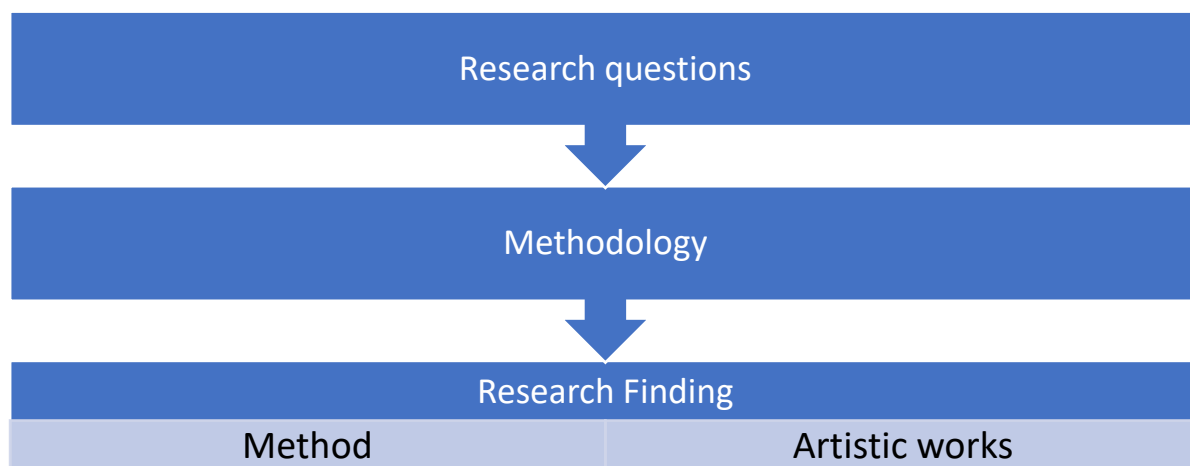 Research questions
Methodology
Research Finding
Method
Artistic works